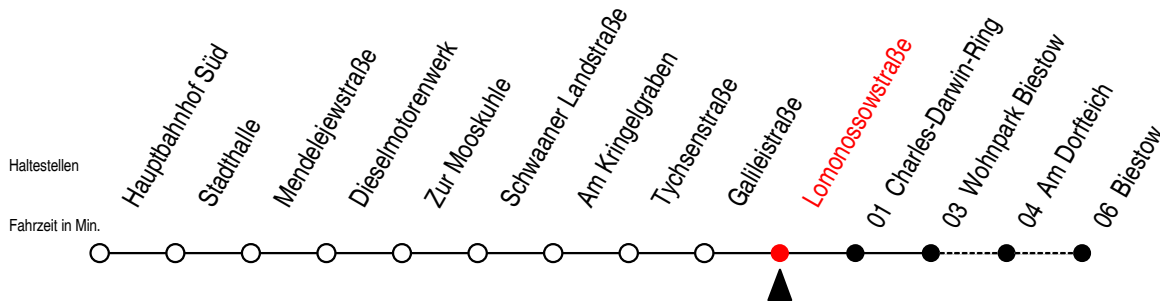 Haltestellen
Fahrzeit in Min.
Hauptbahnhof Süd
Stadthalle
Mendelejewstraße
Dieselmotorenwerk
Zur Mooskuhle
Schwaaner Landstraße
Am Kringelgraben
Tychsenstraße
Galileistraße
Lomonossowstraße
01 Charles-Darwin-Ring
03 Wohnpark Biestow
04 Am Dorfteich
06 Biestow